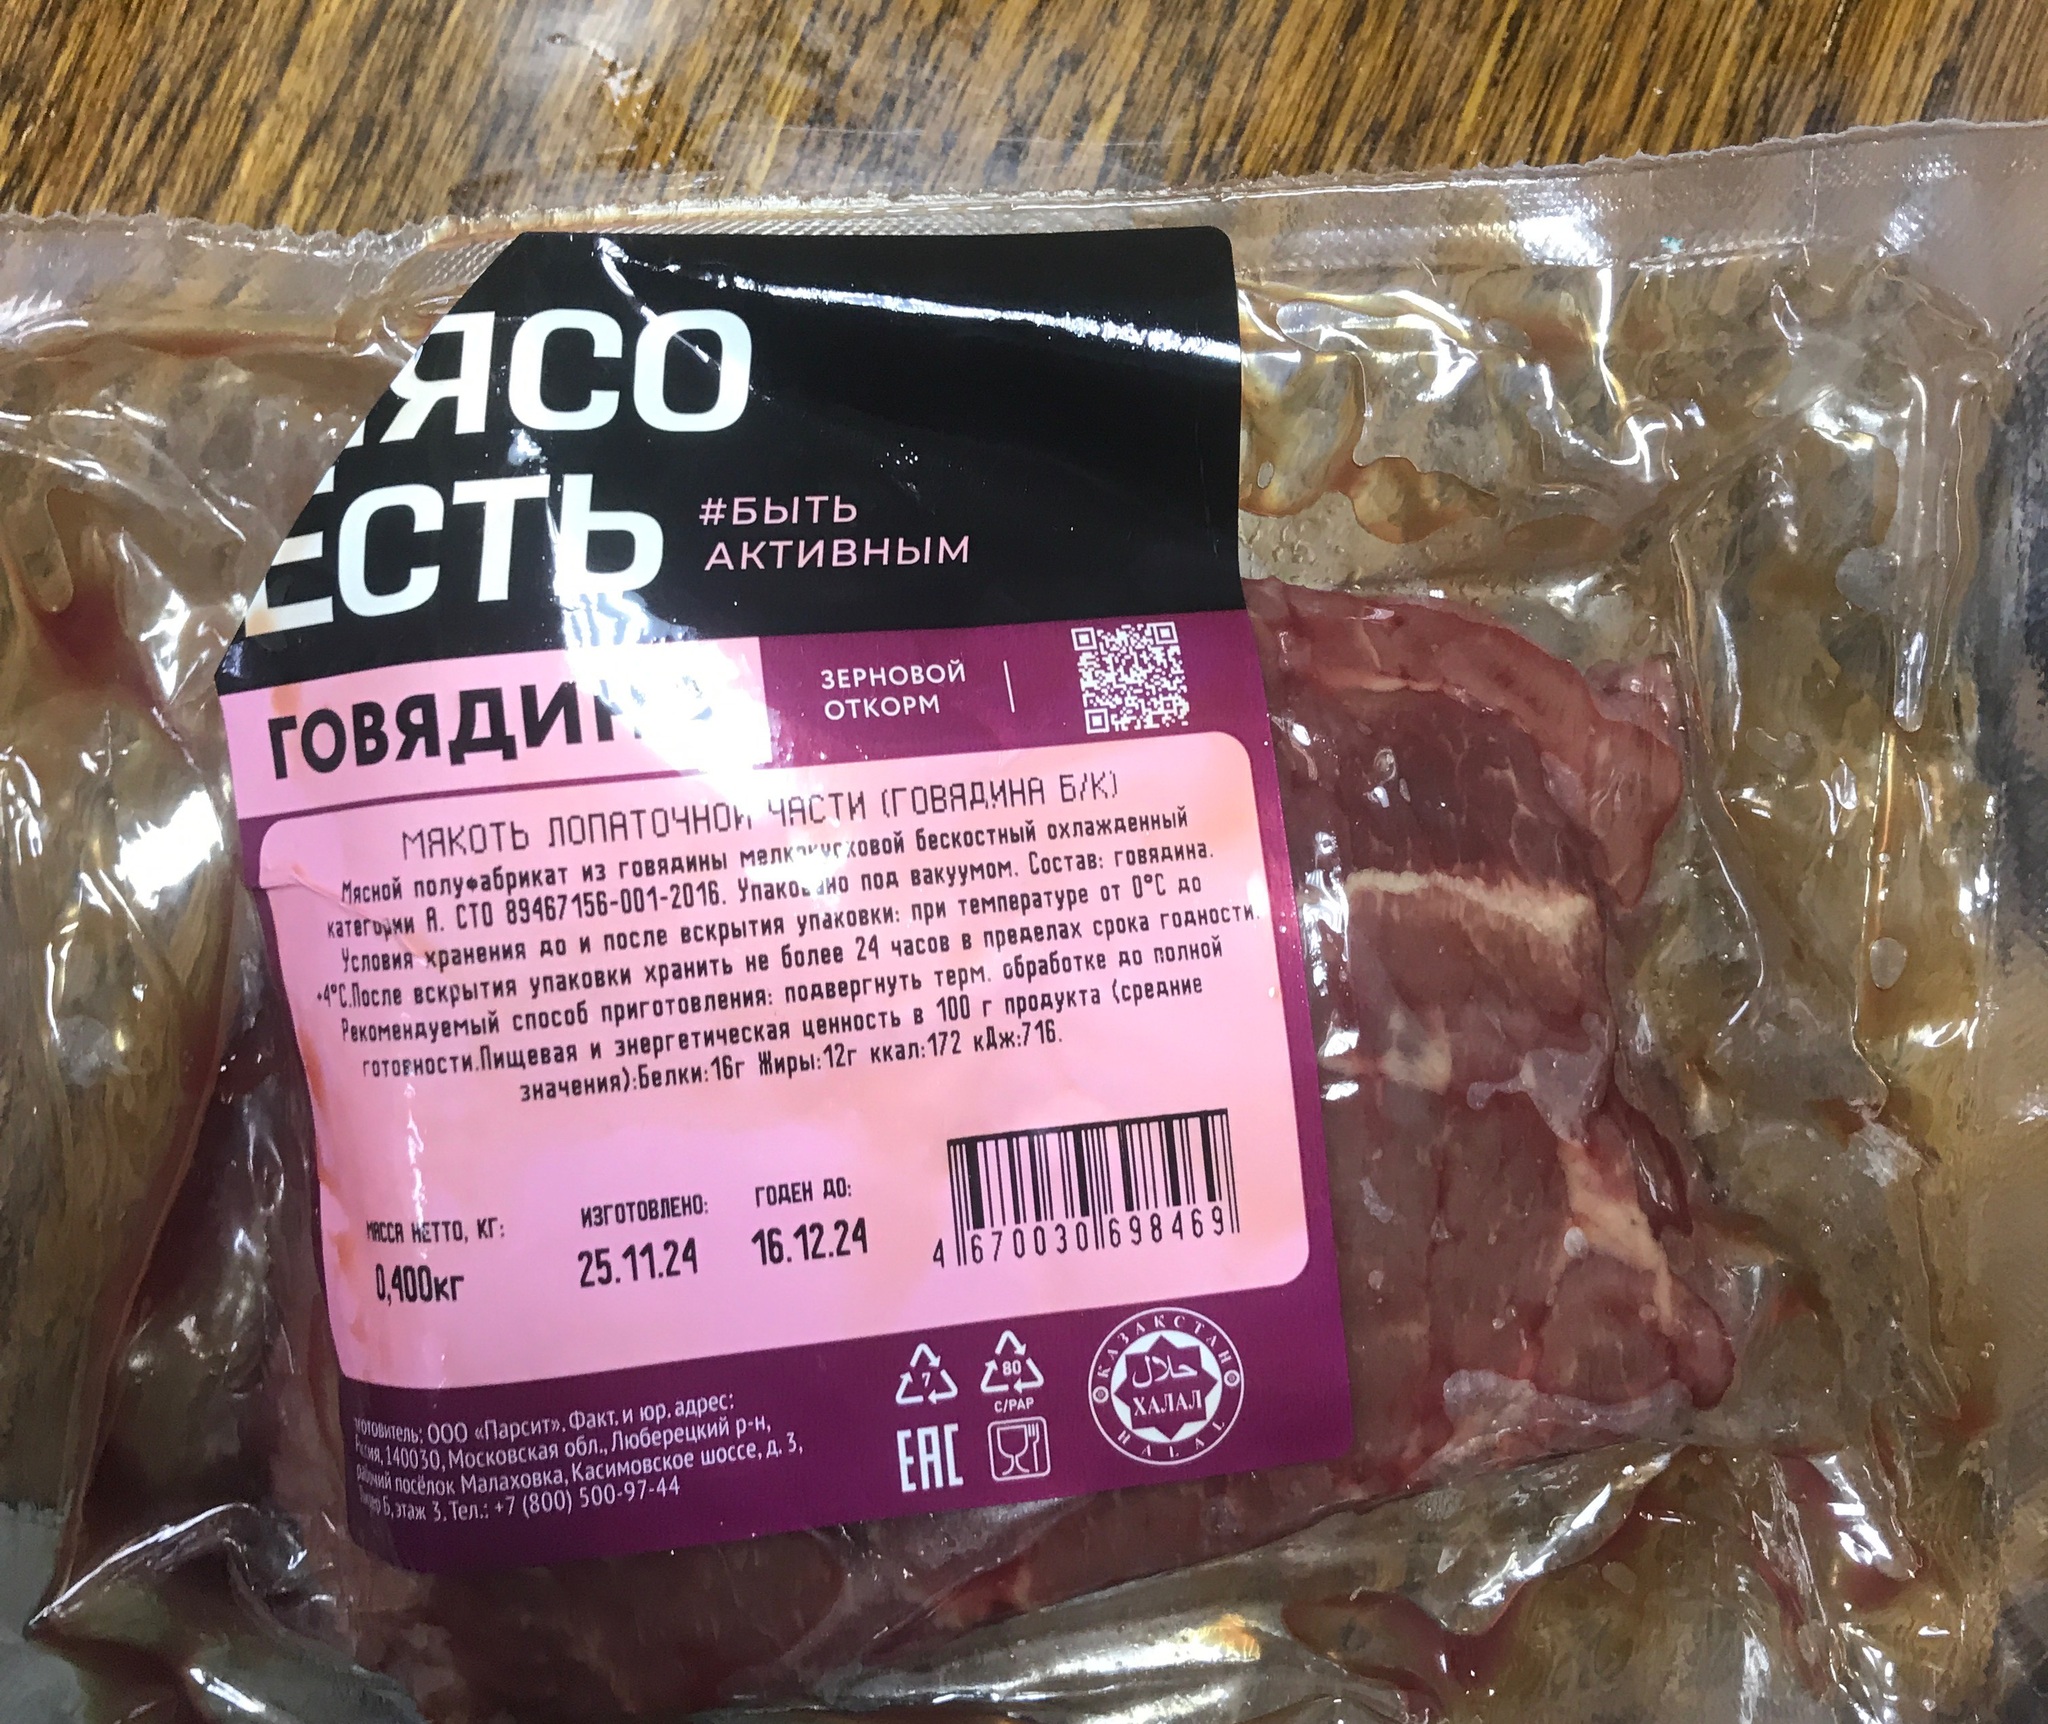 ЯСО
ЕСТЬ
#БЫТЬ
АКТИВНЫМ
ЗЕРНОВОЙ
ОТКОРМ
МЯКОТЬ ЛОПАТОЧНОЙ ЧАСТИ (ГОВЯДИНА Б/К)
Мясной полуфабрикат из говядины мелкокусковой бескостный охлажденный
категории А. СТО 89467156-001-2016. Упаковано под вакуумом. Состав: говядина.
Условия хранения до и после вскрытия упаковки: при температуре от 0°С до
+4°С.После вскрытия упаковки хранить не более 24 часов в пределах срока годности.
Рекомендуемый способ приготовления: подвергнуть терм. обработке до полной
готовности.Пищевая и энергетическая ценность в 100 г продукта (средние
значения):Белки:16г Жиры:12г ккал:172 кДж:716.
МАССА НЕТТО, КГ:
0,400кг
ИЗГОТОВЛЕНО:
25.11.24
ГОДЕН ДО:
16.12.24
4 670030 698469
ООО «Парсит». Факт. и юр. адрес:
140030, Московская обл., Люберецкий р-н,
посёлок Малаховка, Касимовское шоссе, д. 3,
Б, этаж 3. Тел.: +7 (800) 500-97-44
7
80
C/PAP
EAC
КАЗАКСТАН
حلال
ХАЛАЛ
HALAL